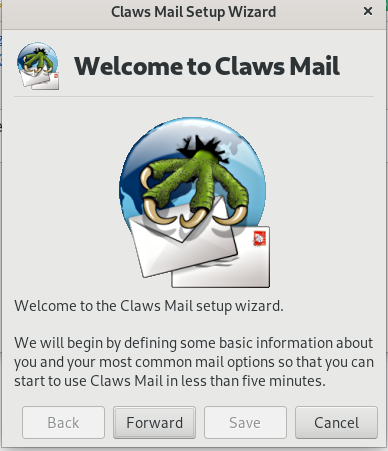 Claws Mail Setup Wizard
Welcome to Claws Mail
Welcome to the Claws Mail setup wizard.
We will begin by defining some basic information about
you and your most common mail options so that you can
start to use Claws Mail in less than five minutes.
Back
Forward
Save
Cancel